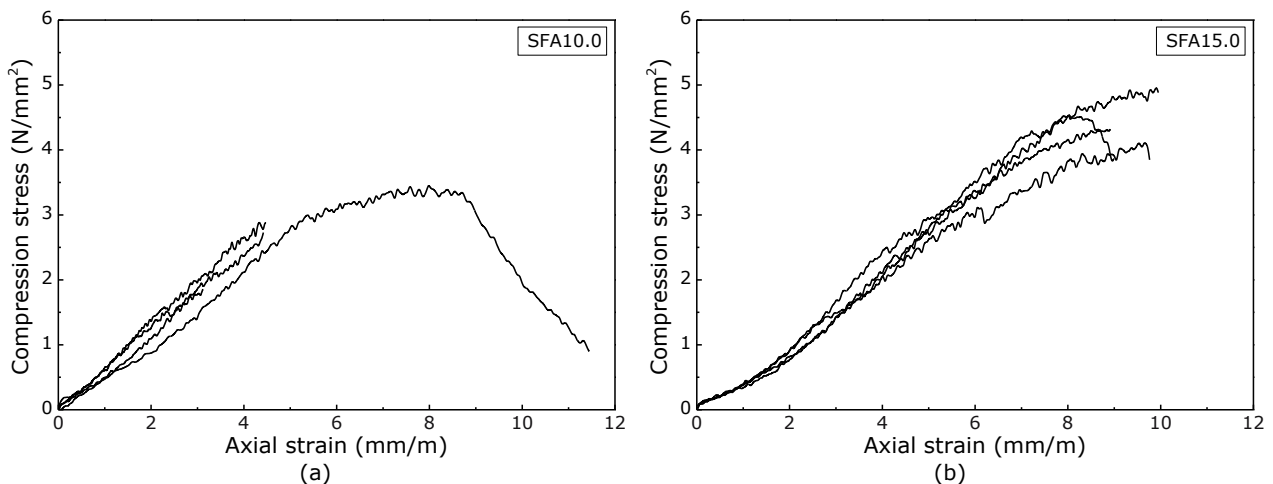 SFA10.0
Compression stress (N/mm²)
6
5
4
3
2
1
0
0 2 4 6 8 10 12
Axial strain (mm/m)
(a)
SFA15.0
Compression stress (N/mm²)
6
5
4
3
2
1
0
0 2 4 6 8 10 12
Axial strain (mm/m)
(b)